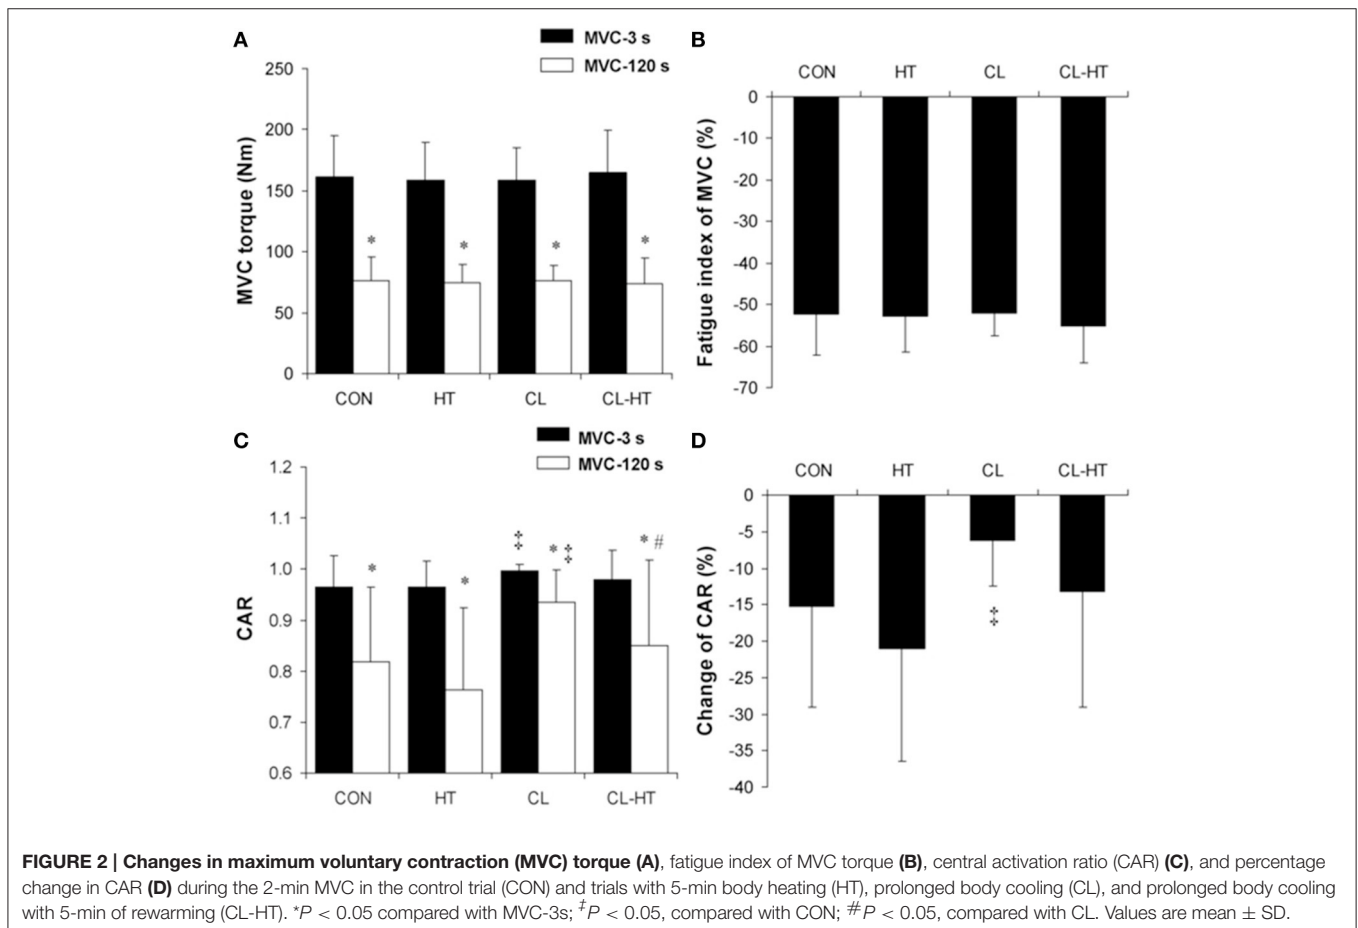 A
MVC-3 s
MVC-120 s
250
200
150
100
50
0
MVC torque (Nm)
*
*
*
*
CON HT CL CL-HT
B
CON HT CL CL-HT
0
-10
-20
-30
-40
-50
-60
-70
Fatigue index of MVC (%)
C
MVC-3 s
MVC-120 s
1.2
1.1
1.0
0.9
0.8
0.7
0.6
CAR
*
*
‡
* ‡
* #
CON HT CL CL-HT
D
CON HT CL CL-HT
0
-5
-10
-15
-20
-25
-30
-35
-40
Change of CAR (%)
‡
FIGURE 2 | Changes in maximum voluntary contraction (MVC) torque (A), fatigue index of MVC torque (B), central activation ratio (CAR) (C), and percentage
change in CAR (D) during the 2-min MVC in the control trial (CON) and trials with 5-min body heating (HT), prolonged body cooling (CL), and prolonged body cooling
with 5-min of rewarming (CL-HT). *P < 0.05 compared with MVC-3s; ‡P < 0.05, compared with CON; #P < 0.05, compared with CL. Values are mean ± SD.